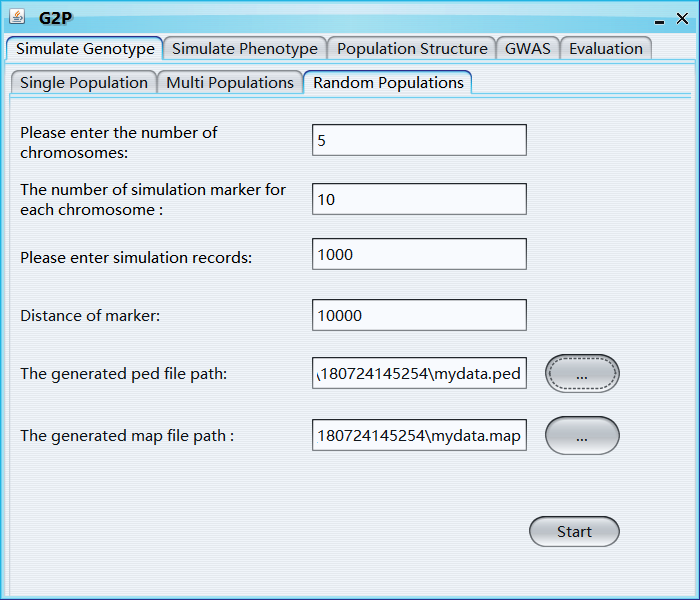 G2P
Simulate Genotype Simulate Phenotype Population Structure GWAS Evaluation
Single Population Multi Populations Random Populations
Please enter the number of
chromosomes:
5
The number of simulation marker for
each chromosome :
10
Please enter simulation records:
1000
Distance of marker:
10000
The generated ped file path:
\180724145254\mydata.ped
...
The generated map file path :
180724145254\mydata.map
...
Start